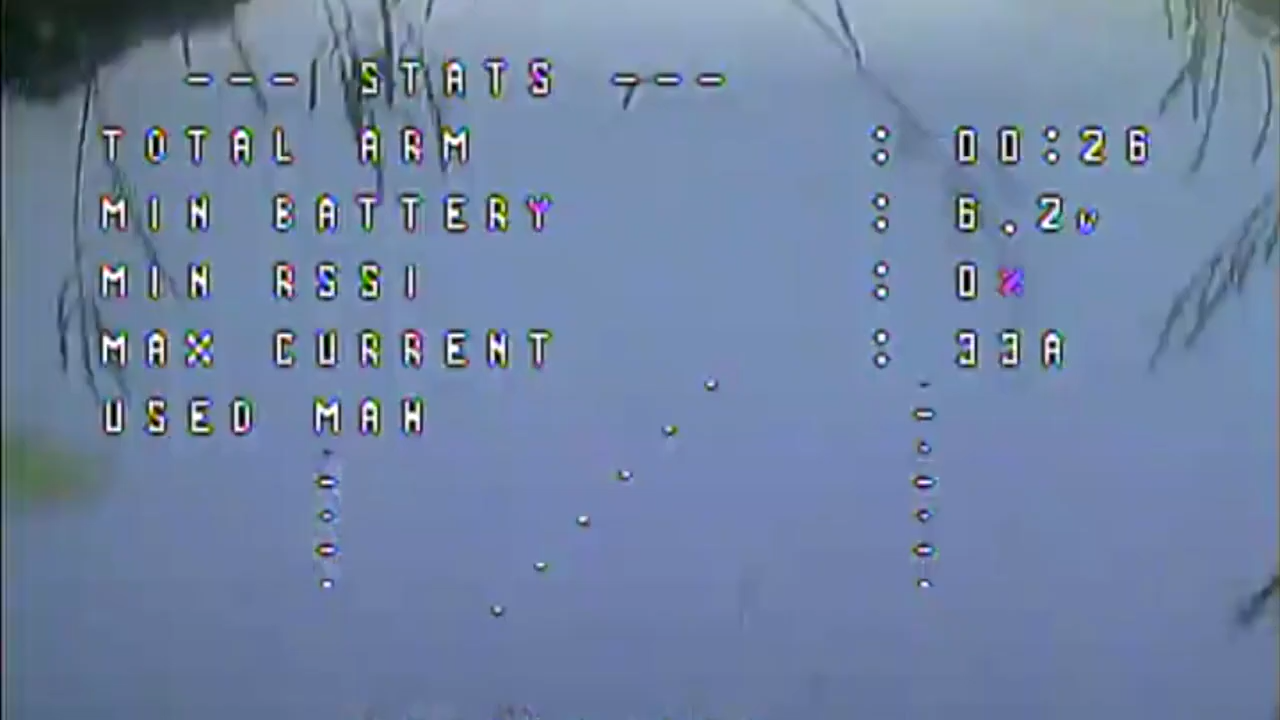 --- STATS ---
TOTAL ARM : 00:26
MIN BATTERY : 6.2V
MIN RSSI : 0%
MAX CURRENT : 33A
USED MAH